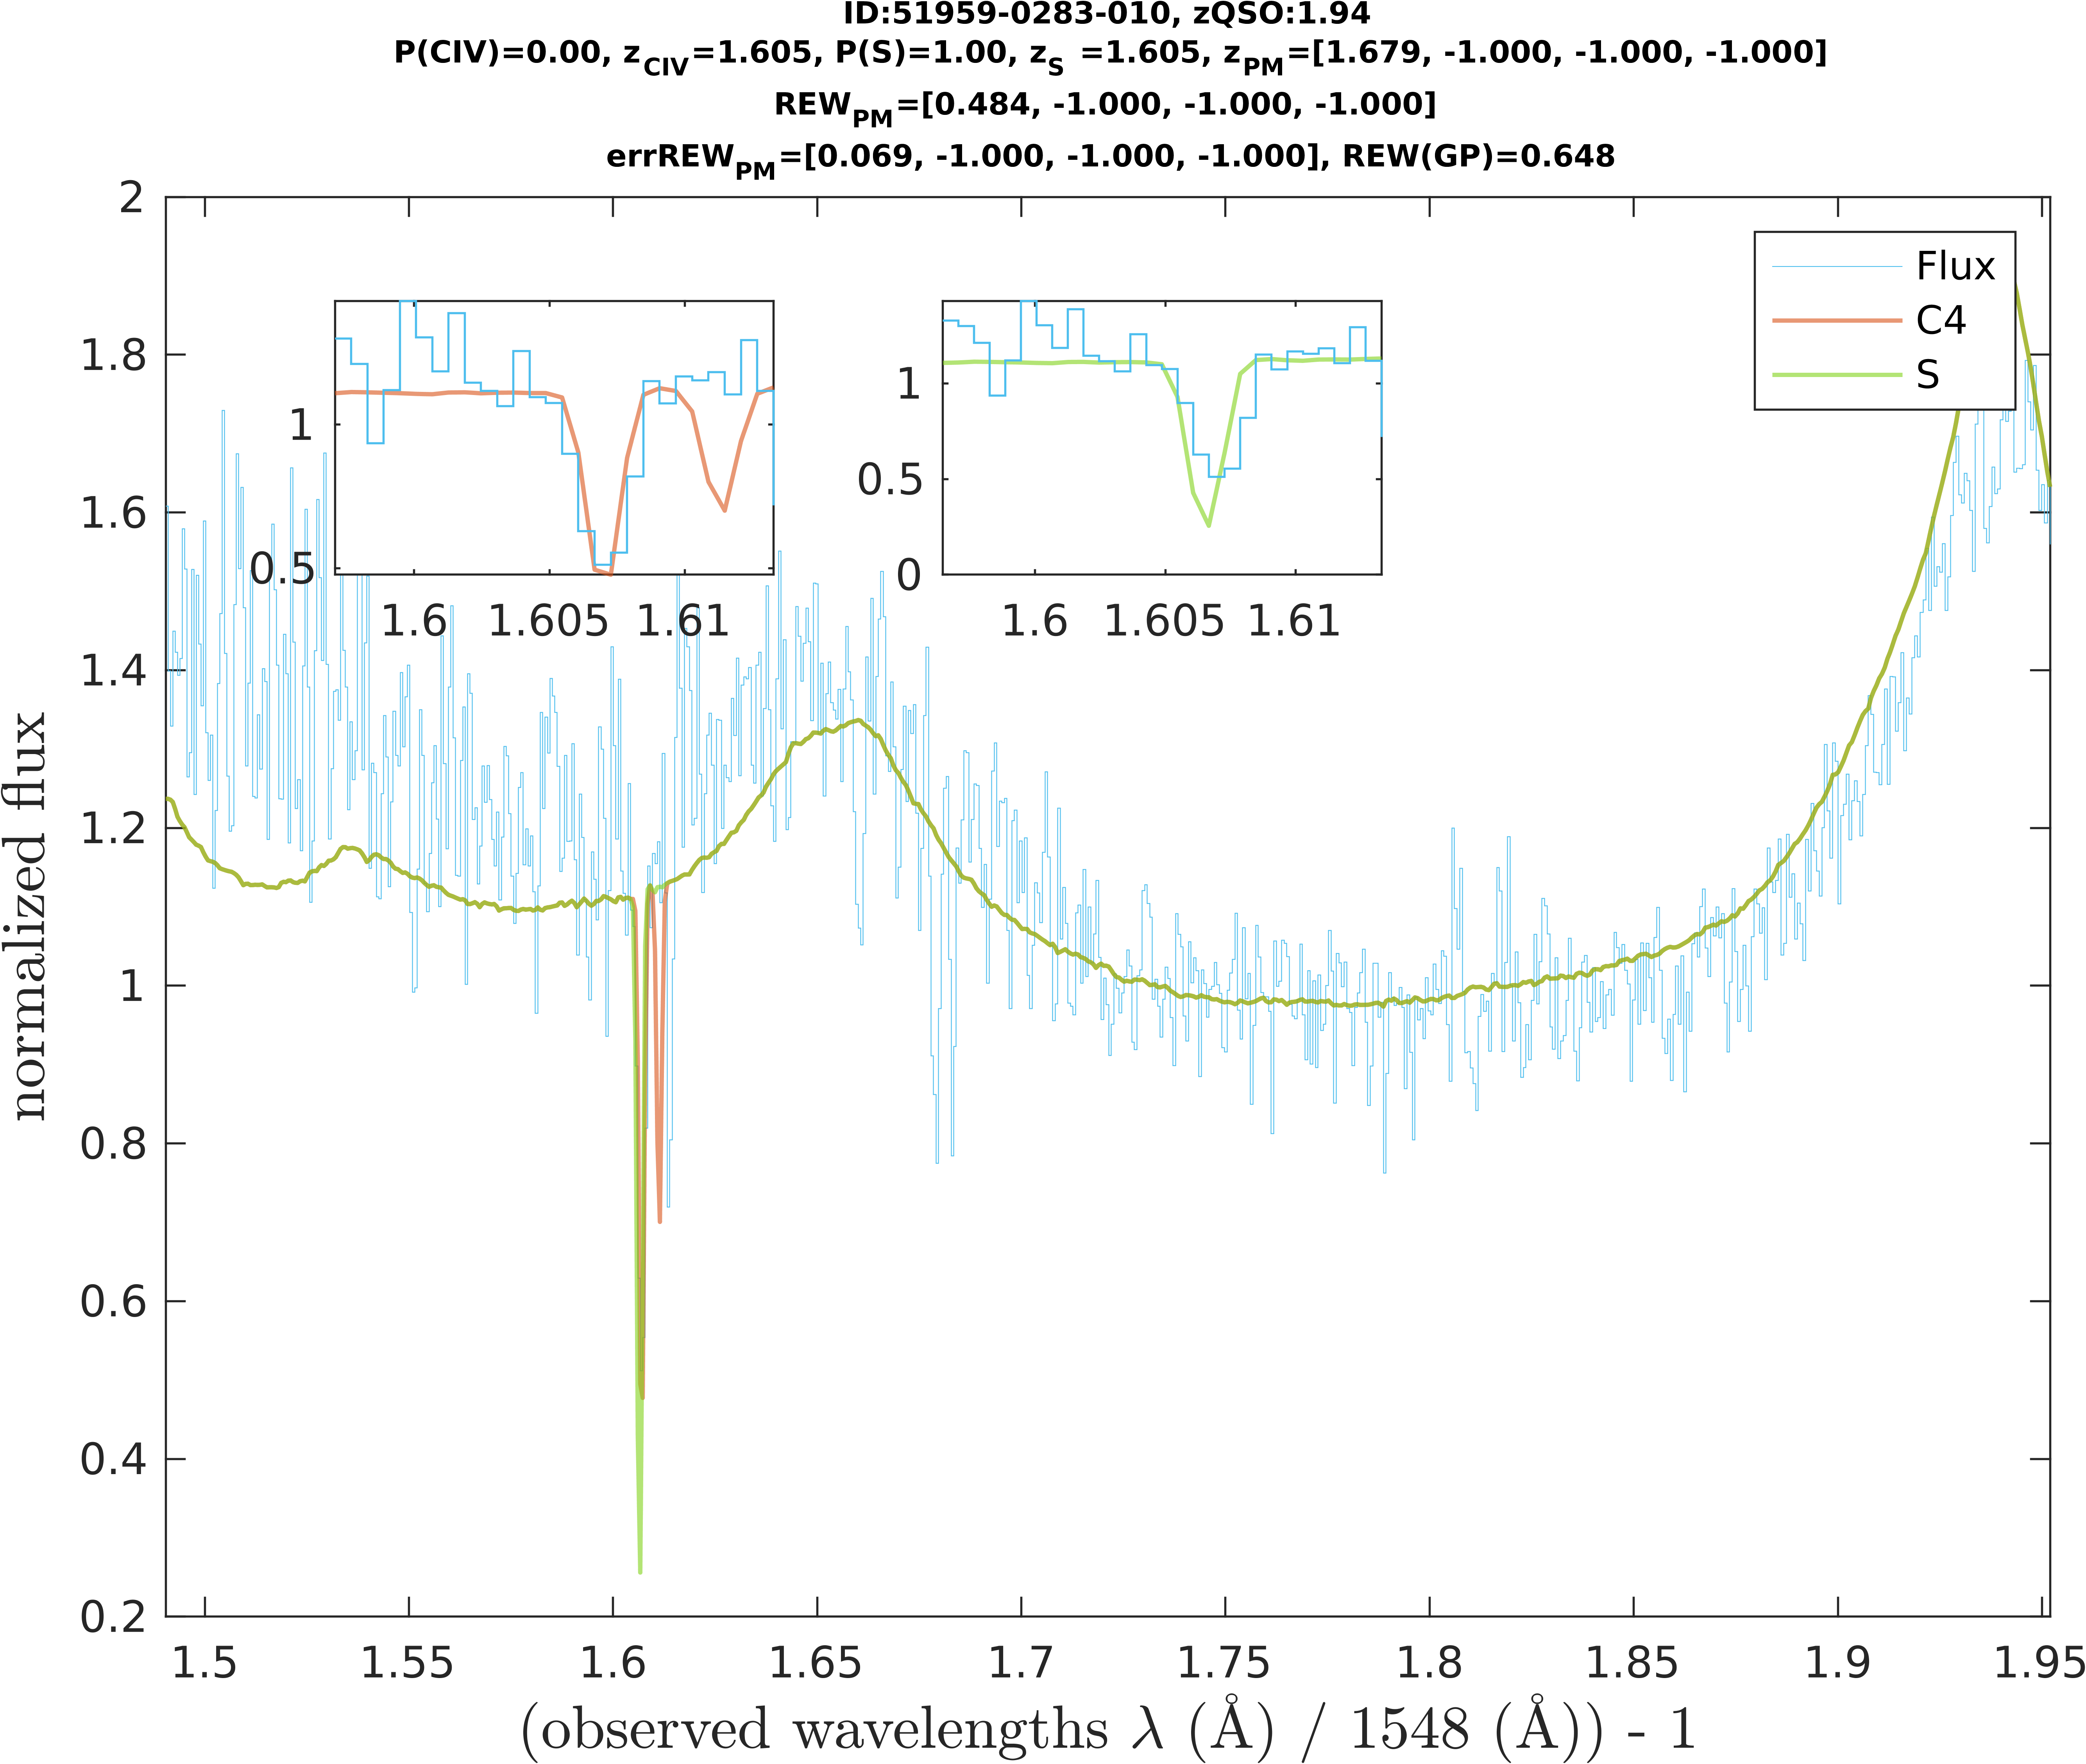 ID:51959-0283-010, zQSO:1.94
P(CIV)=0.00, zCIV=1.605, P(S)=1.00, zS =1.605, zPM=[1.679, -1.000, -1.000, -1.000]
REWPM=[0.484, -1.000, -1.000, -1.000]
errREWPM=[0.069, -1.000, -1.000, -1.000], REW(GP)=0.648
2
1.8
1.6
1.4
1.2
1
0.8
0.6
0.4
0.2
normalized flux
1
0.5
1.6 1.605 1.61
1
0.5
0
1.6 1.605 1.61
Flux
C4
S
1.5 1.55 1.6 1.65 1.7 1.75 1.8 1.85 1.9 1.95
(observed wavelengths λ (Å) / 1548 (Å)) - 1